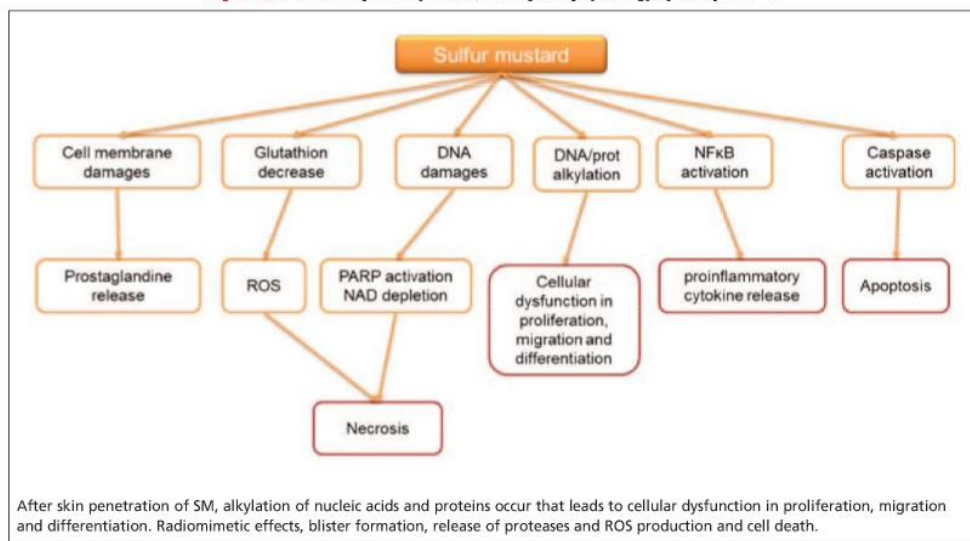 Sulfur mustard
Cell membrane
damages
Glutathion
decrease
DNA
damages
DNA/prot
alkylation
NFκB
activation
Caspase
activation
Prostaglandine
release
ROS
PARP activation
NAD depletion
Cellular
dysfunction in
proliferation,
migration and
differentiation
proinflammatory
cytokine release
Apoptosis
Necrosis
After skin penetration of SM, alkylation of nucleic acids and proteins occur that leads to cellular dysfunction in proliferation, migration
and differentiation. Radiomimetic effects, blister formation, release of proteases and ROS production and cell death.